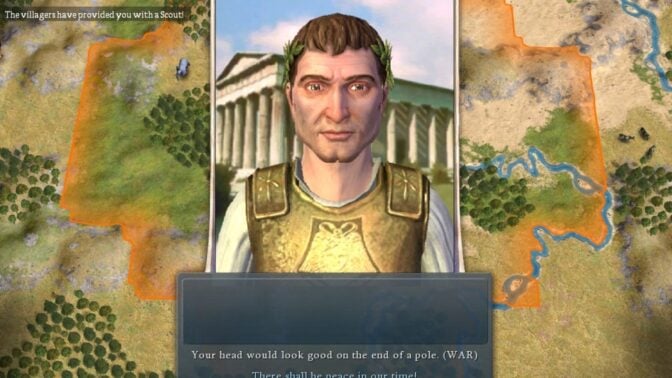 The villagers have provided you with a Scout!
Your head would look good on the end of a pole. (WAR)
There shall be peace in our time!